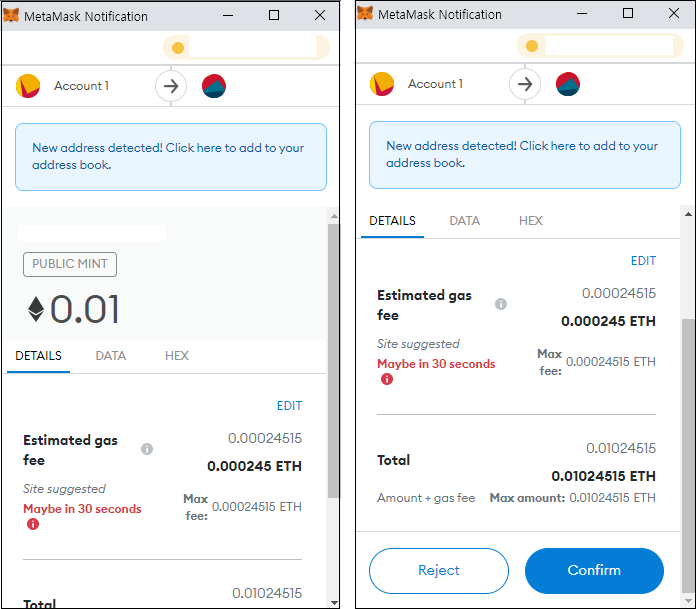 MetaMask Notification
Account 1
New address detected! Click here to add to your
address book.
PUBLIC MINT
0.01
DETAILS DATA HEX
EDIT
Estimated gas
fee
0.00024515
0.000245 ETH
Site suggested
Maybe in 30 seconds
Max
fee: 0.00024515 ETH
0.01024515
Total
MetaMask Notification
Account 1
New address detected! Click here to add to your
address book.
DETAILS DATA HEX
EDIT
Estimated gas
fee
0.00024515
0.000245 ETH
Site suggested
Maybe in 30 seconds
Max
fee: 0.00024515 ETH
0.01024515
Total
0.01024515 ETH
Amount + gas fee Max amount: 0.01024515 ETH
Reject Confirm